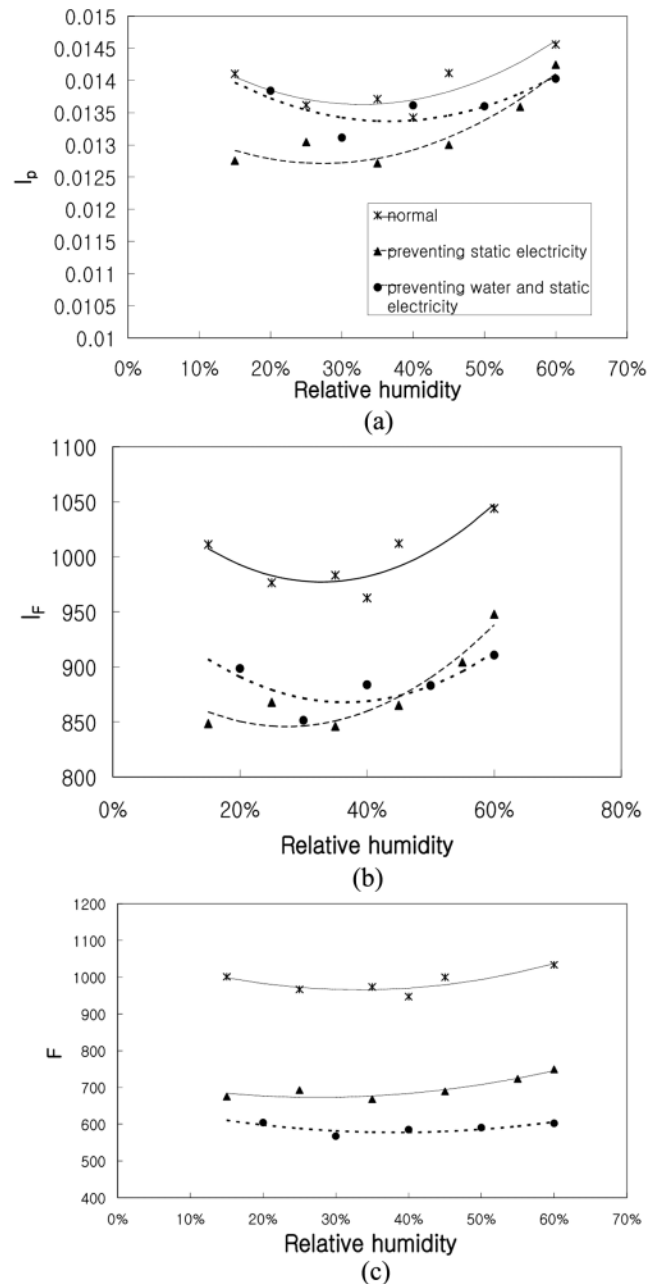 0.015
0.0145
0.014
0.0135
0.013
0.0125
0.012
0.0115
0.011
0.0105
0.01
Ip
normal
preventing static electricity
preventing water and static
electricity
0% 10% 20% 30% 40% 50% 60% 70%
Relative humidity
(a)
1100
1050
1000
950
900
850
800
IF
0% 20% 40% 60% 80%
Relative humidity
(b)
1200
1100
1000
900
800
700
600
500
400
F
0% 10% 20% 30% 40% 50% 60% 70%
Relative humidity
(c)